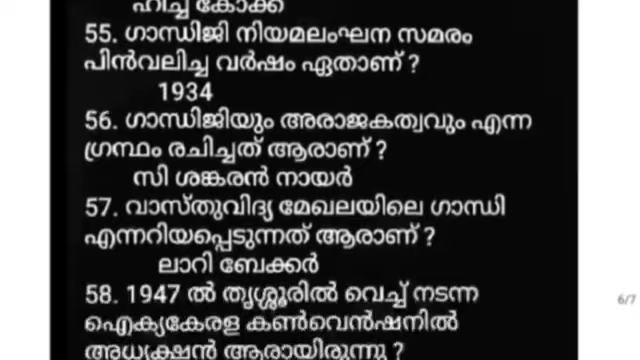 ഹിച്ച് കോക്ക്
55. ഗാന്ധിജി നിയമലംഘന സമരം
പിൻവലിച്ച വർഷം ഏതാണ് ?
1934
56. ഗാന്ധിജിയും അരാജകത്വവും എന്ന
ഗ്രന്ഥം രചിച്ചത് ആരാണ് ?
സി ശങ്കരൻ നായർ
57. വാസ്തുവിദ്യ മേഖലയിലെ ഗാന്ധി
എന്നറിയപ്പെടുന്നത് ആരാണ് ?
ലാറി ബേക്കർ
58. 1947 ൽ തൃശ്ശൂരിൽ വെച്ച് നടന്ന
ഐക്യകേരള കൺവെൻഷനിൽ
അധ്യക്ഷൻ ആരായിരുന്നു ?
6/7